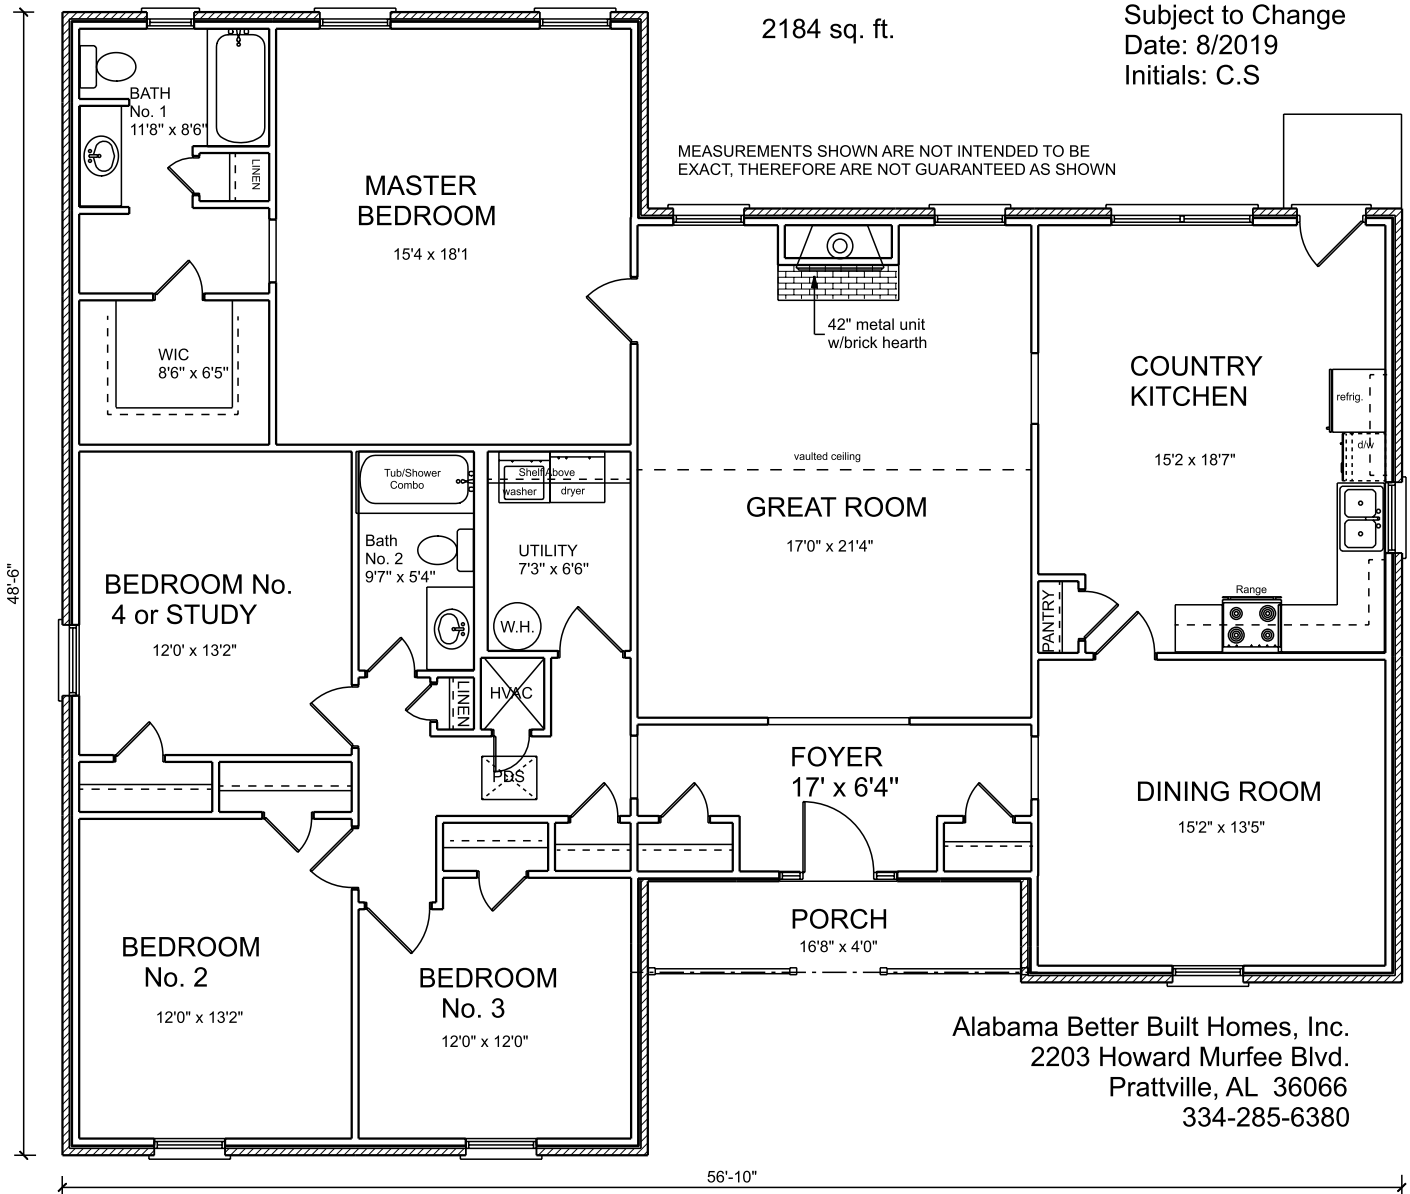 2184 sq. ft.
Subject to Change
Date: 8/2019
Initials: C.S
MEASUREMENTS SHOWN ARE NOT INTENDED TO BE
EXACT, THEREFORE ARE NOT GUARANTEED AS SHOWN
BATH
No. 1
11'8" x 8'6"
LINEN
MASTER
BEDROOM
15'4 x 18'1
42" metal unit
w/brick hearth
WIC
8'6" x 6'5"
COUNTRY
KITCHEN
15'2 x 18'7"
refrig.
d/w
vaulted ceiling
GREAT ROOM
17'0" x 21'4"
Tub/Shower
Combo
Shelf Above
washer
dryer
Bath
No. 2
9'7" x 5'4"
UTILITY
7'3" x 6'6"
W.H.
BEDROOM No.
4 or STUDY
12'0' x 13'2"
48'-6"
PANTRY
Range
LINEN
HVAC
PDS
FOYER
17' x 6'4"
DINING ROOM
15'2" x 13'5"
PORCH
16'8" x 4'0"
BEDROOM
No. 2
12'0" x 13'2"
BEDROOM
No. 3
12'0" x 12'0"
Alabama Better Built Homes, Inc.
2203 Howard Murfee Blvd.
Prattville, AL 36066
334-285-6380
56'-10"